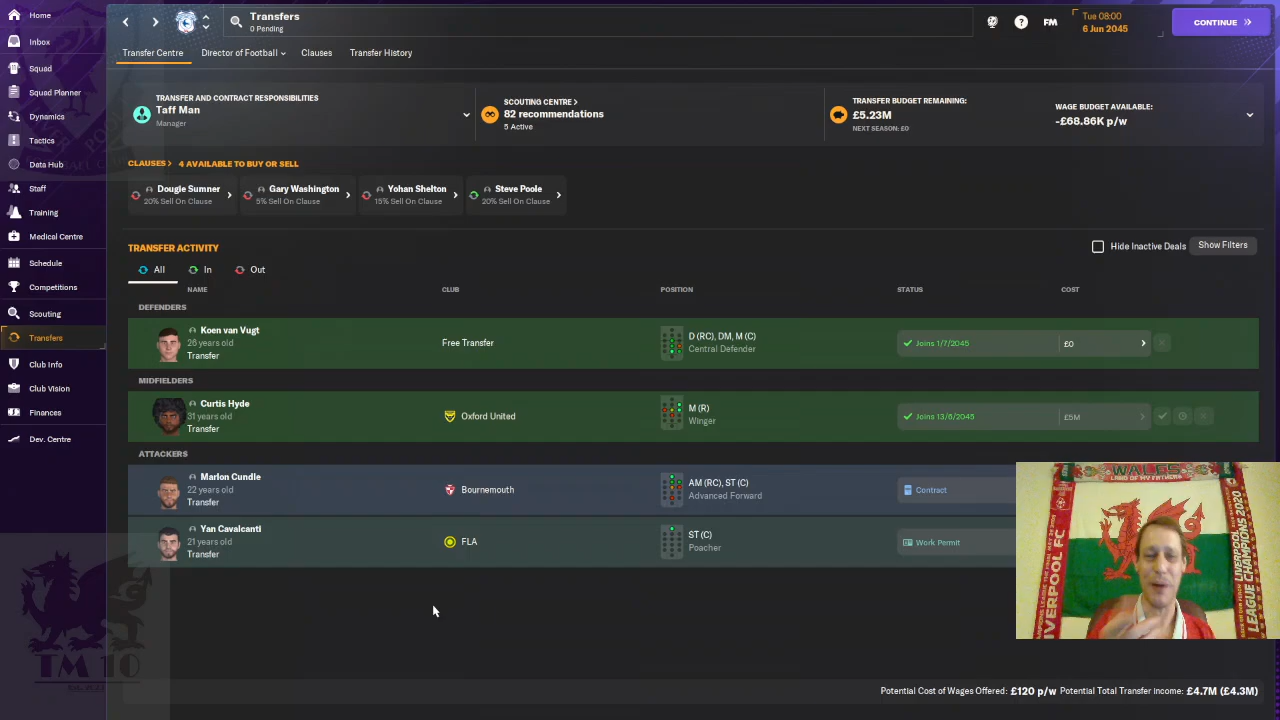 Home
Inbox
Squad
Squad Planner
Dynamics
Tactics
Data Hub
Staff
Training
Medical Centre
Schedule
Competitions
Scouting
Transfers
Club Info
Club Vision
Finances
Dev. Centre
TM 10
Transfers
0 Pending
FM
Tue 08:00
6 Jun 2045
CONTINUE
Transfer Centre
Director of Football
Clauses
Transfer History
TRANSFER AND CONTRACT RESPONSIBILITIES
Taff Man
Manager
SCOUTING CENTRE >
82 recommendations
5 Active
TRANSFER BUDGET REMAINING:
£5.23M
NEXT SEASON: £0
WAGE BUDGET AVAILABLE:
-£68.86K p/w
CLAUSES > 4 AVAILABLE TO BUY OR SELL
Dougie Sumner
20% Sell On Clause
Gary Washington
5% Sell On Clause
Yohan Shelton
15% Sell On Clause
Steve Poole
20% Sell On Clause
TRANSFER ACTIVITY
Hide Inactive Deals
Show Filters
All
In
Out
NAME CLUB POSITION STATUS COST
DEFENDERS
Koen van Vugt
26 years old
Transfer
Free Transfer
D (RC), DM, M (C)
Central Defender
Joins 1/7/2045
£0
MIDFIELDERS
Curtis Hyde
31 years old
Transfer
Oxford United
M (R)
Winger
Joins 13/6/2045
£5M
ATTACKERS
Marlon Cundle
22 years old
Transfer
Bournemouth
AM (RC), ST (C)
Advanced Forward
Contract
Yan Cavalcanti
21 years old
Transfer
FLA
ST (C)
Poacher
Work Permit
WALES
LAND OF MY FATHERS
LIVERPOOL FC
LIVERPOOL CHAMPIONS 2020
LEAGUE CHAMPIONS
Potential Cost of Wages Offered: £120 p/w Potential Total Transfer income: £4.7M (£4.3M)